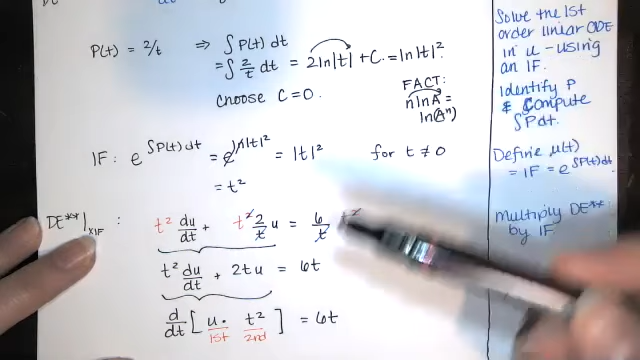 P(t) = 2/t ⇒ ∫P(t) dt
= ∫ 2/t dt = 2 ln|t| + C = ln|t|²
choose C = 0.
FACT:
n ln A =
ln(Aⁿ)
IF: e^∫P(t)dt = e^ln|t|² = |t|² for t ≠ 0
= t²
DE**|×IF : t² du/dt + t² 2/t u = 6/t t²
t² du/dt + 2tu = 6t
d/dt [ u · t² ] = 6t
1st 2nd
Solve the 1st
order linear ODE
in u - using
an IF.
Identify P
& Compute
∫Pdt.
Define μ(t)
= IF = e^∫P(t)dt
Multiply DE**
by IF